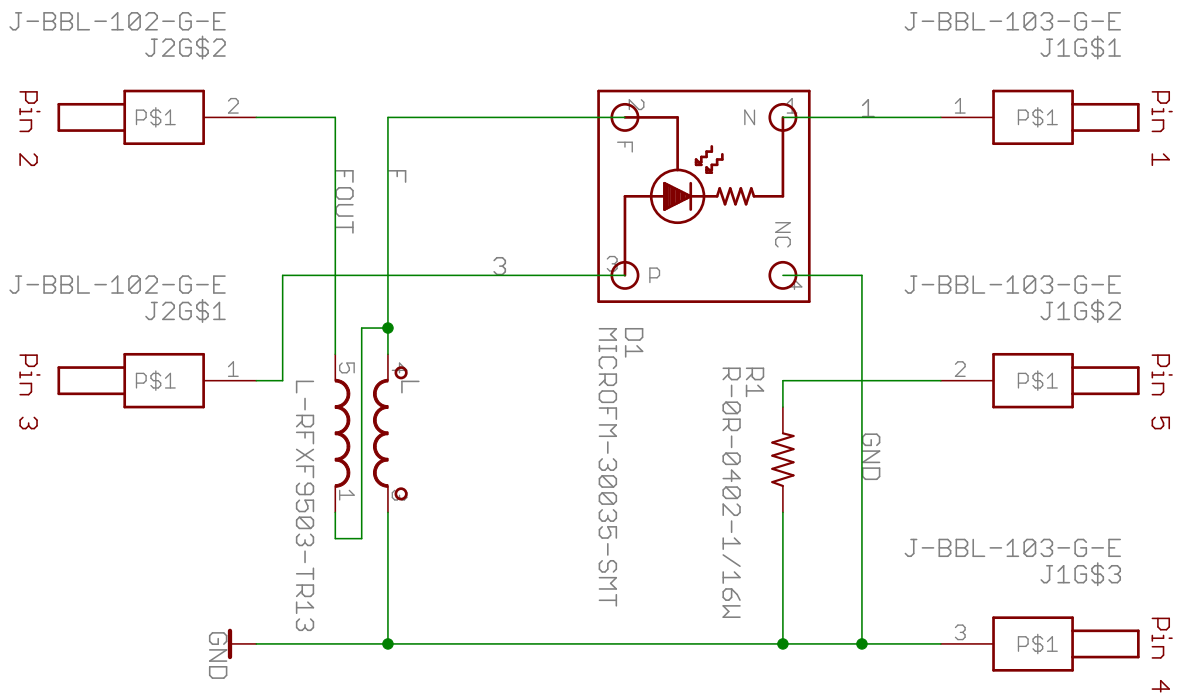 J-BBL-102-G-E
J2G$2
Pin 2
P$1
2
FOUT
F
2
F
N
1
NC
3
P
4
1
J-BBL-103-G-E
J1G$1
1
P$1
Pin 1
J-BBL-102-G-E
J2G$1
Pin 3
P$1
1
3
5
1
4
6
L
L-RFXF9503-TR13
D1
MICROFM-30035-SMT
R1
R-0R-0402-1/16W
GND
J-BBL-103-G-E
J1G$2
2
P$1
Pin 5
GND
J-BBL-103-G-E
J1G$3
3
P$1
Pin 4